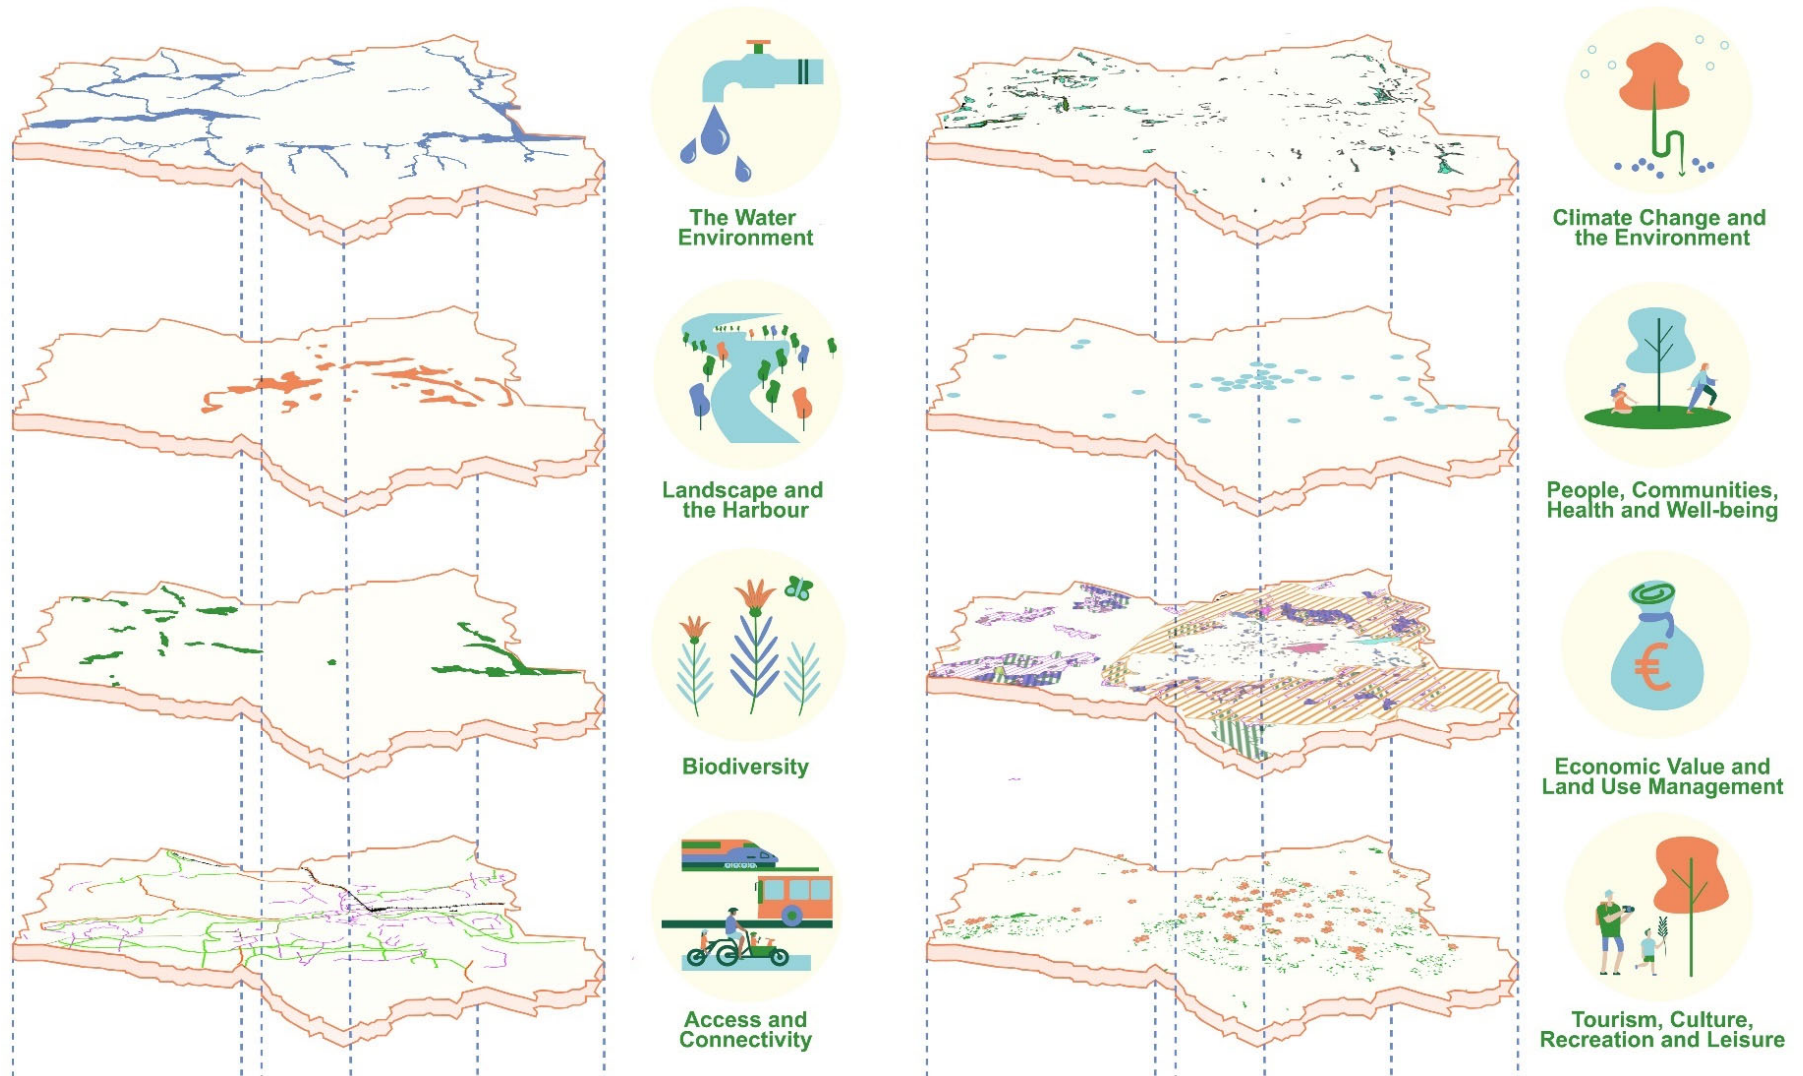 The Water
Environment
Landscape and
the Harbour
Biodiversity
Access and
Connectivity
Climate Change and
the Environment
People, Communities,
Health and Well-being
€
Economic Value and
Land Use Management
Tourism, Culture,
Recreation and Leisure